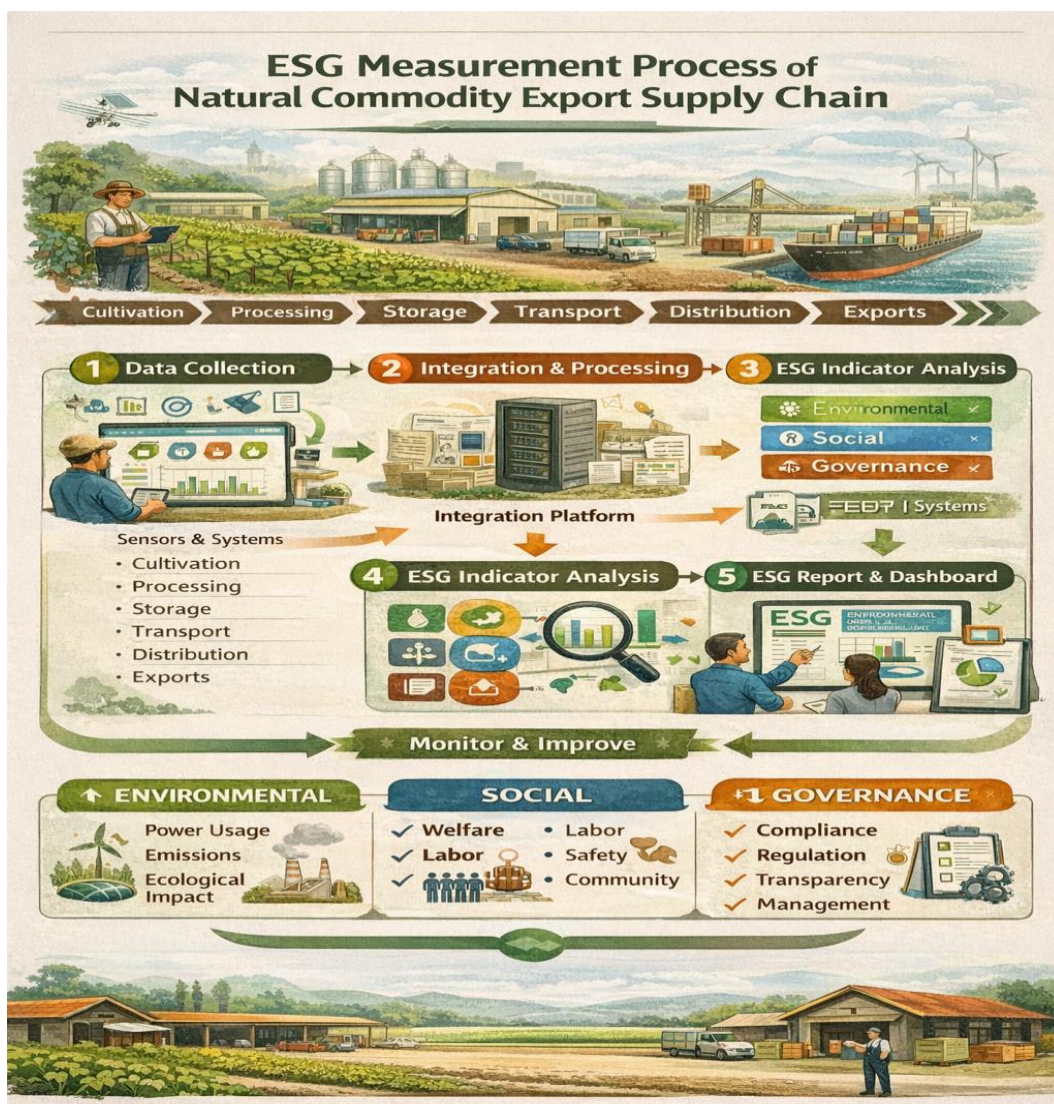 ESG Measurement Process of
Natural Commodity Export Supply Chain
Cultivation
Processing
Storage
Transport
Distribution
Exports
1 Data Collection
2 Integration & Processing
3 ESG Indicator Analysis
Environmental
Social
Governance
Integration Platform
Systems
Sensors & Systems
• Cultivation
• Processing
• Storage
• Transport
• Distribution
• Exports
4 ESG Indicator Analysis
5 ESG Report & Dashboard
ESG
Monitor & Improve
ENVIRONMENTAL
Power Usage
Emissions
Ecological
Impact
SOCIAL
✓ Welfare
✓ Labor
✓
• Labor
• Safety
• Community
GOVERNANCE
✓ Compliance
✓ Regulation
✓ Transparency
✓ Management